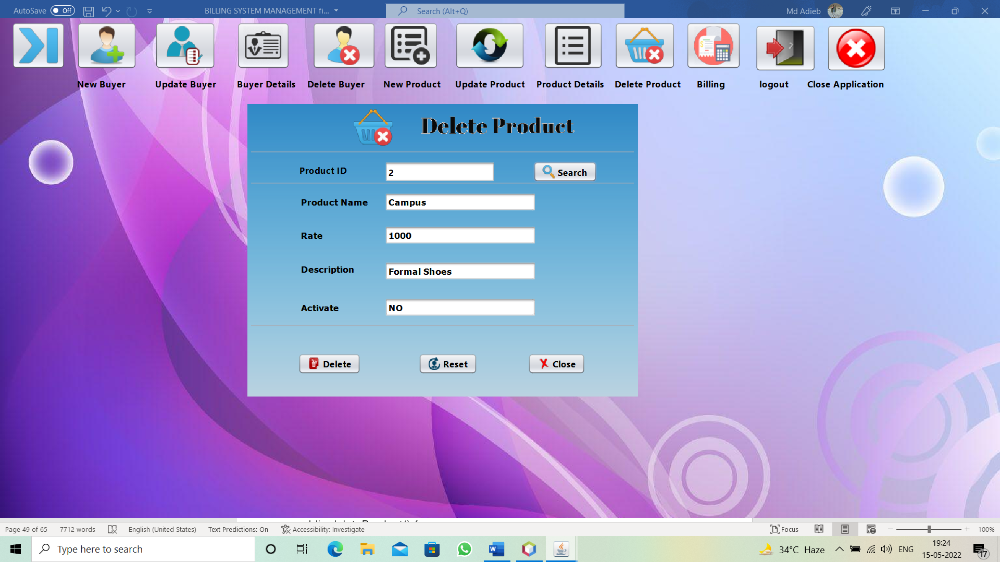 AutoSave Off BILLING SYSTEM MANAGEMENT fi... Search (Alt+Q) Md Adieb
New Buyer Update Buyer Buyer Details Delete Buyer New Product Update Product Product Details Delete Product Billing logout Close Application
Delete Product
Product ID 2 Search
Product Name Campus
Rate 1000
Description Formal Shoes
Activate NO
Delete Reset Close
Page 49 of 65 7712 words English (United States) Text Predictions: On Accessibility: Investigate Focus 100%
Type here to search 34°C Haze ENG 19:24
15-05-2022 17